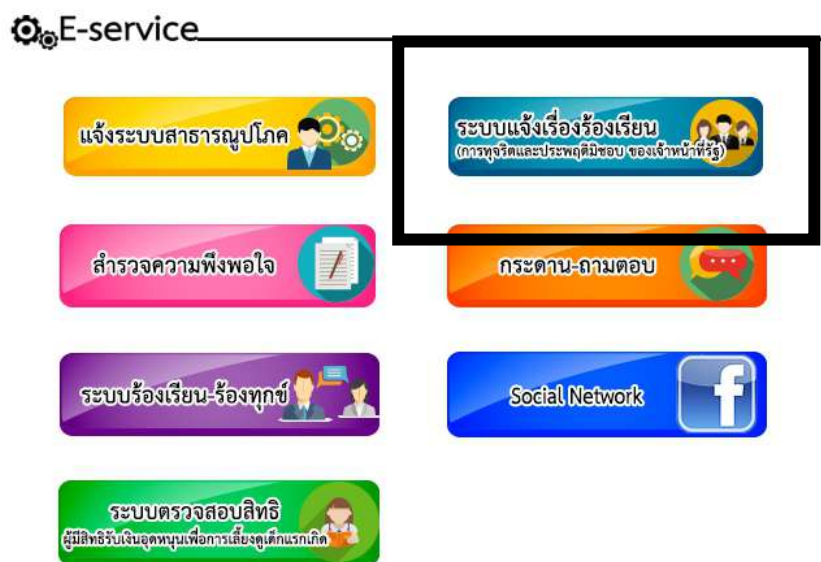 E-service
แจ้งระบบสาธารณูปโภค
ระบบแจ้งเรื่องร้องเรียน
(การทุจริตและประพฤติมิชอบ ของเจ้าหน้าที่รัฐ)
สำรวจความพึงพอใจ
กระดาน-ถามตอบ
ระบบร้องเรียน-ร้องทุกข์
Social Network
f
ระบบตรวจสอบสิทธิ
ผู้มีสิทธิรับเงินอุดหนุนเพื่อการเลี้ยงดูเด็กแรกเกิด